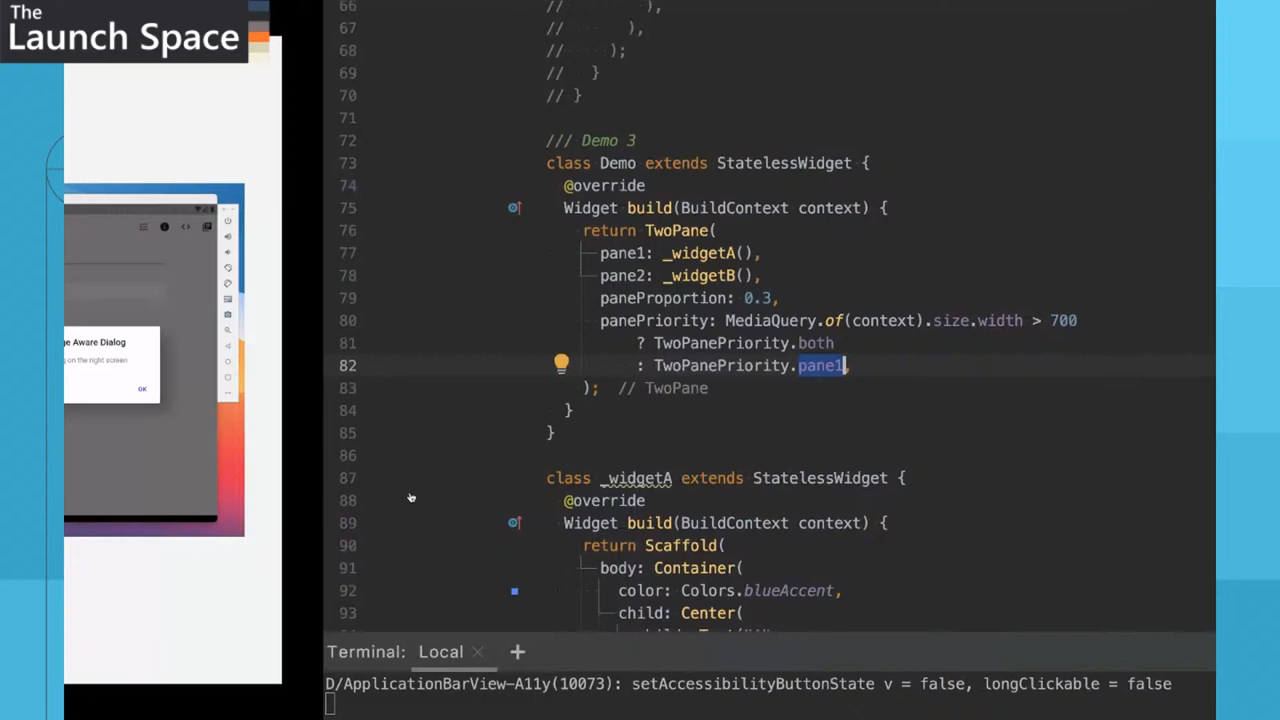 The
Launch Space
ge Aware Dialog
g on the right screen
OK
66 // ),
67 // ),
68 // );
69 // }
70 // }
71
72 /// Demo 3
73 class Demo extends StatelessWidget {
74 @override
75 Widget build(BuildContext context) {
76 return TwoPane(
77 pane1: _widgetA(),
78 pane2: _widgetB(),
79 paneProportion: 0.3,
80 panePriority: MediaQuery.of(context).size.width > 700
81 ? TwoPanePriority.both
82 : TwoPanePriority.pane1,
83 ); // TwoPane
84 }
85 }
86
87 class _widgetA extends StatelessWidget {
88 @override
89 Widget build(BuildContext context) {
90 return Scaffold(
91 body: Container(
92 color: Colors.blueAccent,
93 child: Center(
Terminal: Local × +
D/ApplicationBarView-A11y(10073): setAccessibilityButtonState v = false, longClickable = false